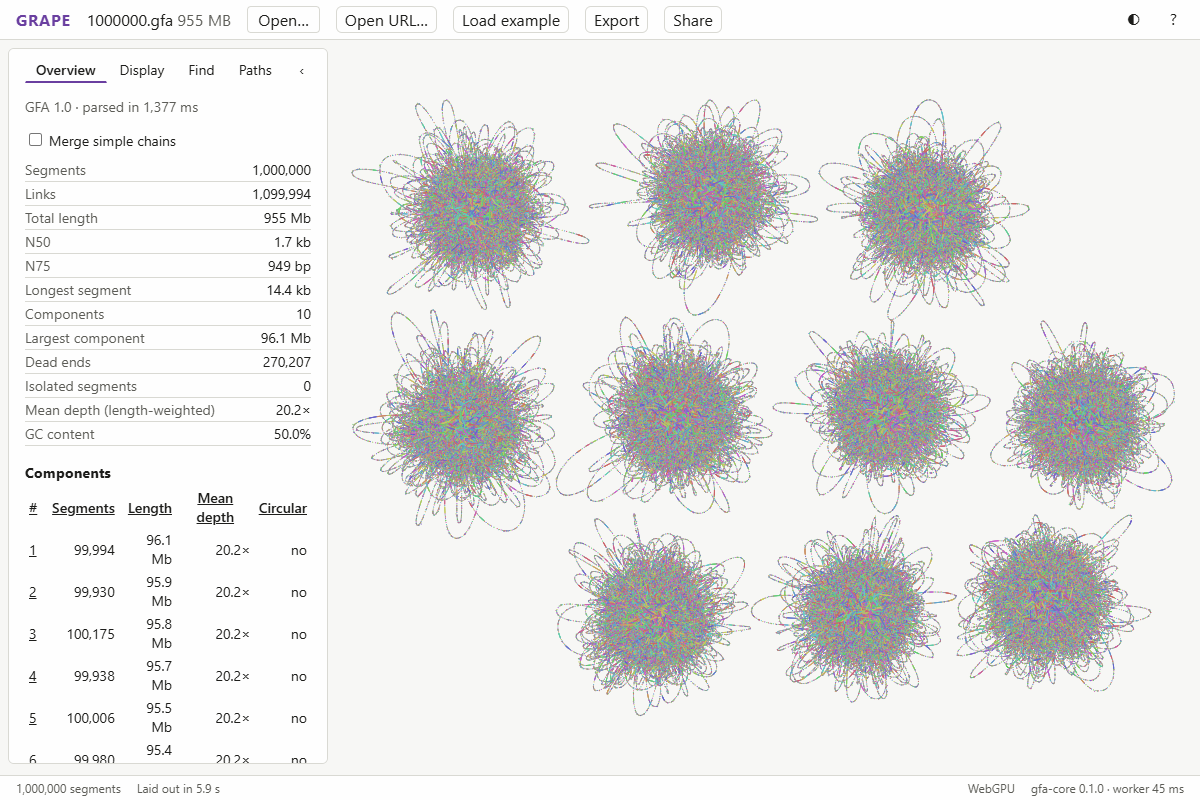 GRAPE 1000000.gfa 955 MB Open... Open URL... Load example Export Share ?
Overview Display Find Paths ‹
GFA 1.0 · parsed in 1,377 ms
Merge simple chains
Segments 1,000,000
Links 1,099,994
Total length 955 Mb
N50 1.7 kb
N75 949 bp
Longest segment 14.4 kb
Components 10
Largest component 96.1 Mb
Dead ends 270,207
Isolated segments 0
Mean depth (length-weighted) 20.2×
GC content 50.0%
Components
# Segments Length Mean depth Circular
1 99,994 96.1 Mb 20.2× no
2 99,930 95.9 Mb 20.2× no
3 100,175 95.8 Mb 20.2× no
4 99,938 95.7 Mb 20.2× no
5 100,006 95.5 Mb 20.2× no
6 99,980 95.4 20.2× no
1,000,000 segments Laid out in 5.9 s WebGPU gfa-core 0.1.0 · worker 45 ms